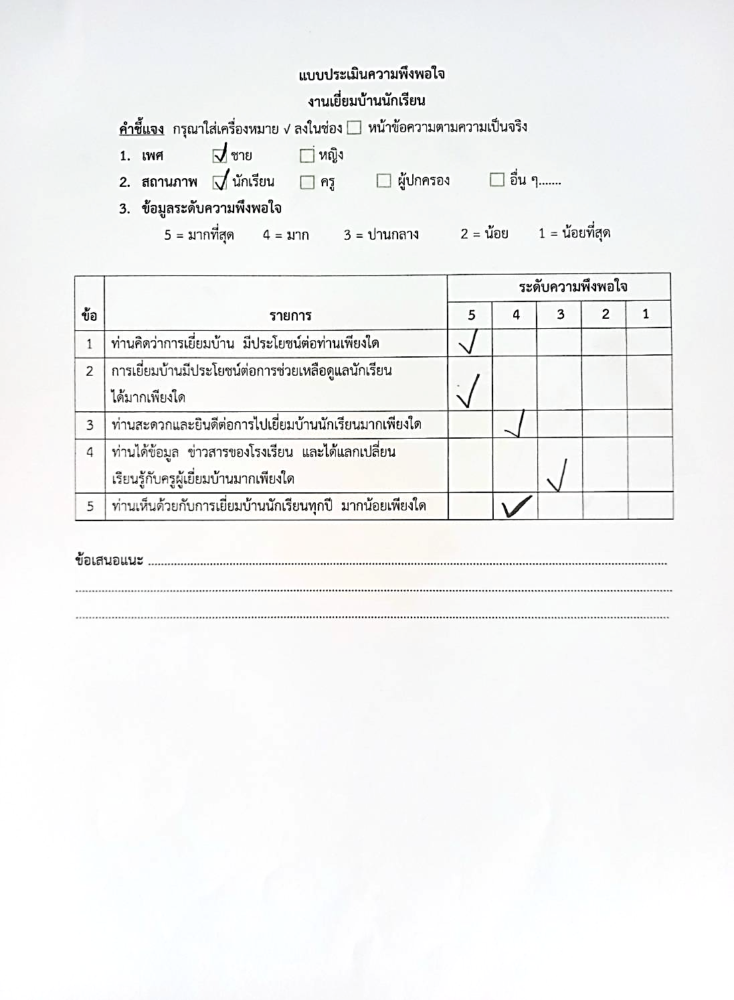 แบบประเมินความพึงพอใจ
งานเยี่ยมบ้านนักเรียน
คำชี้แจง กรุณาใส่เครื่องหมาย √ ลงในช่อง ☐ หน้าข้อความตามความเป็นจริง
1. เพศ ☑ ชาย ☐ หญิง
2. สถานภาพ ☑ นักเรียน ☐ ครู ☐ ผู้ปกครอง ☐ อื่น ๆ.......
3. ข้อมูลระดับความพึงพอใจ
5 = มากที่สุด 4 = มาก 3 = ปานกลาง 2 = น้อย 1 = น้อยที่สุด
ระดับความพึงพอใจ
ข้อ รายการ 5 4 3 2 1
1 ท่านคิดว่าการเยี่ยมบ้าน มีประโยชน์ต่อท่านเพียงใด ✓
2 การเยี่ยมบ้านมีประโยชน์ต่อการช่วยเหลือดูแลนักเรียน
ได้มากเพียงใด ✓
3 ท่านสะดวกและยินดีต่อการไปเยี่ยมบ้านนักเรียนมากเพียงใด ✓
4 ท่านได้ข้อมูล ข่าวสารของโรงเรียน และได้แลกเปลี่ยน
เรียนรู้กับครูผู้เยี่ยมบ้านมากเพียงใด ✓
5 ท่านเห็นด้วยกับการเยี่ยมบ้านนักเรียนทุกปี มากน้อยเพียงใด ✓
ข้อเสนอแนะ